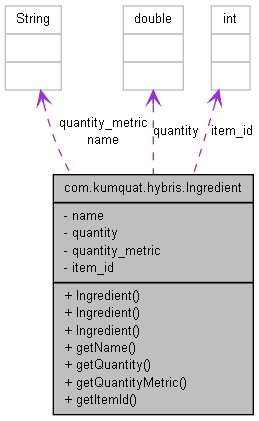 String
double
int
quantity_metric
name
quantity
item_id
com.kumquat.hybris.Ingredient
- name
- quantity
- quantity_metric
- item_id
+ Ingredient()
+ Ingredient()
+ Ingredient()
+ getName()
+ getQuantity()
+ getQuantityMetric()
+ getItemId()